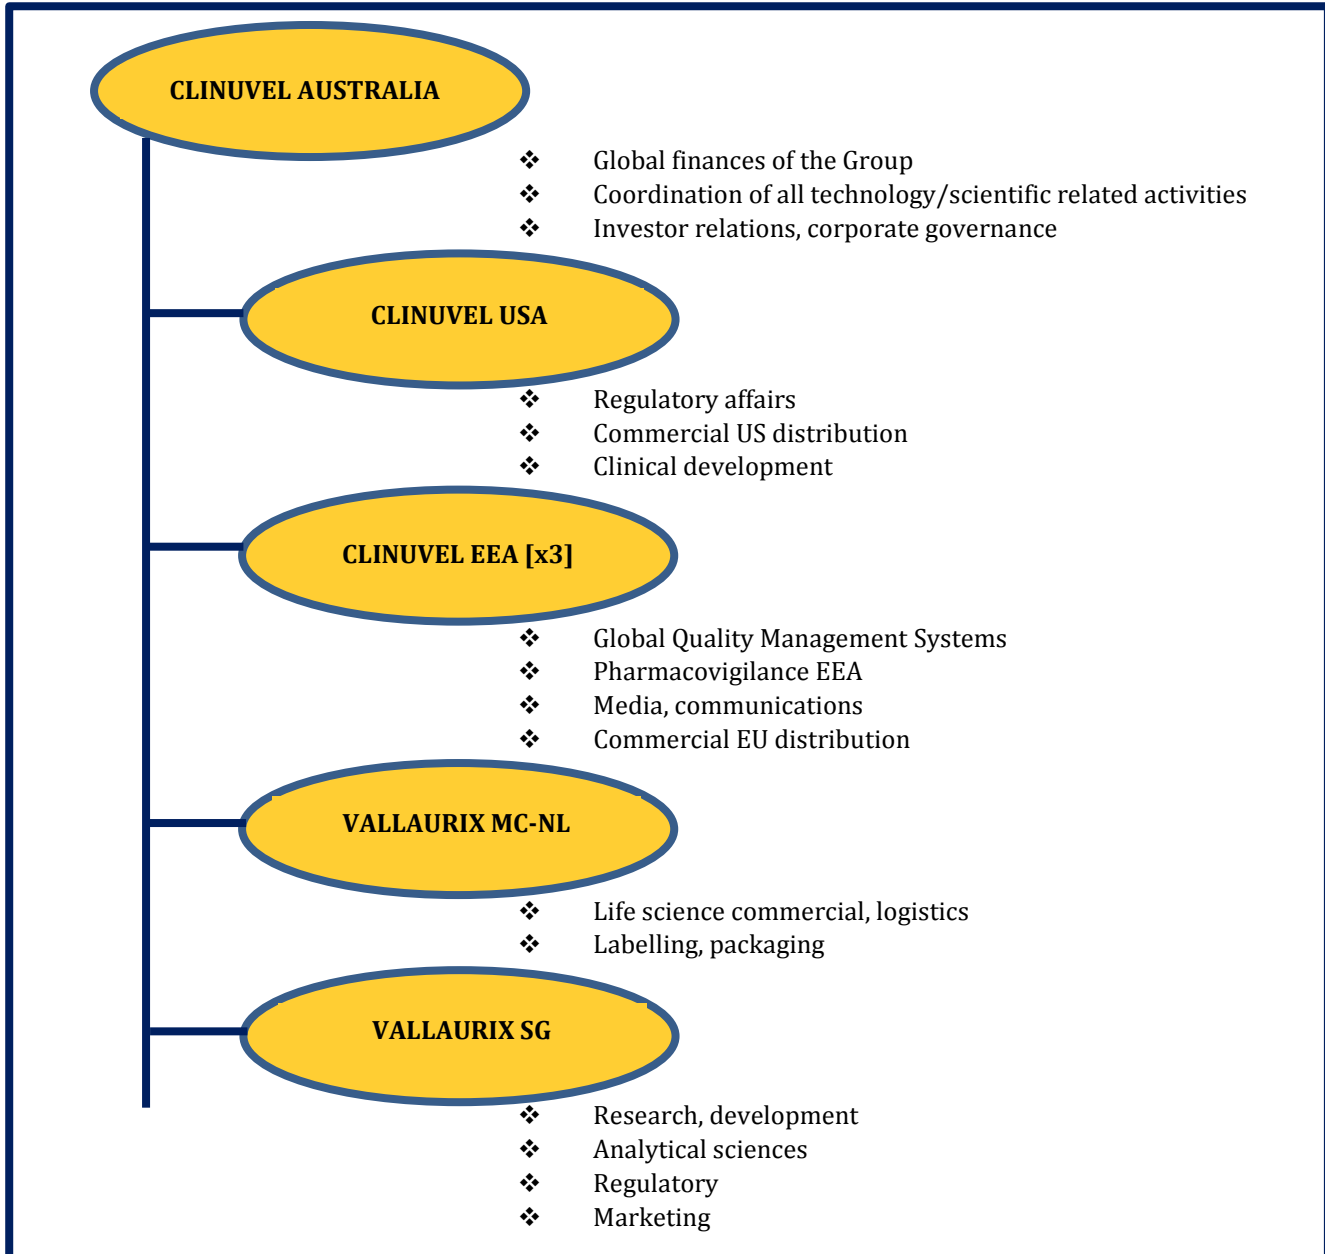 CLINUVEL AUSTRALIA
❖ Global finances of the Group
❖ Coordination of all technology/scientific related activities
❖ Investor relations, corporate governance
CLINUVEL USA
❖ Regulatory affairs
❖ Commercial US distribution
❖ Clinical development
CLINUVEL EEA [x3]
❖ Global Quality Management Systems
❖ Pharmacovigilance EEA
❖ Media, communications
❖ Commercial EU distribution
VALLAURIX MC-NL
❖ Life science commercial, logistics
❖ Labelling, packaging
VALLAURIX SG
❖ Research, development
❖ Analytical sciences
❖ Regulatory
❖ Marketing